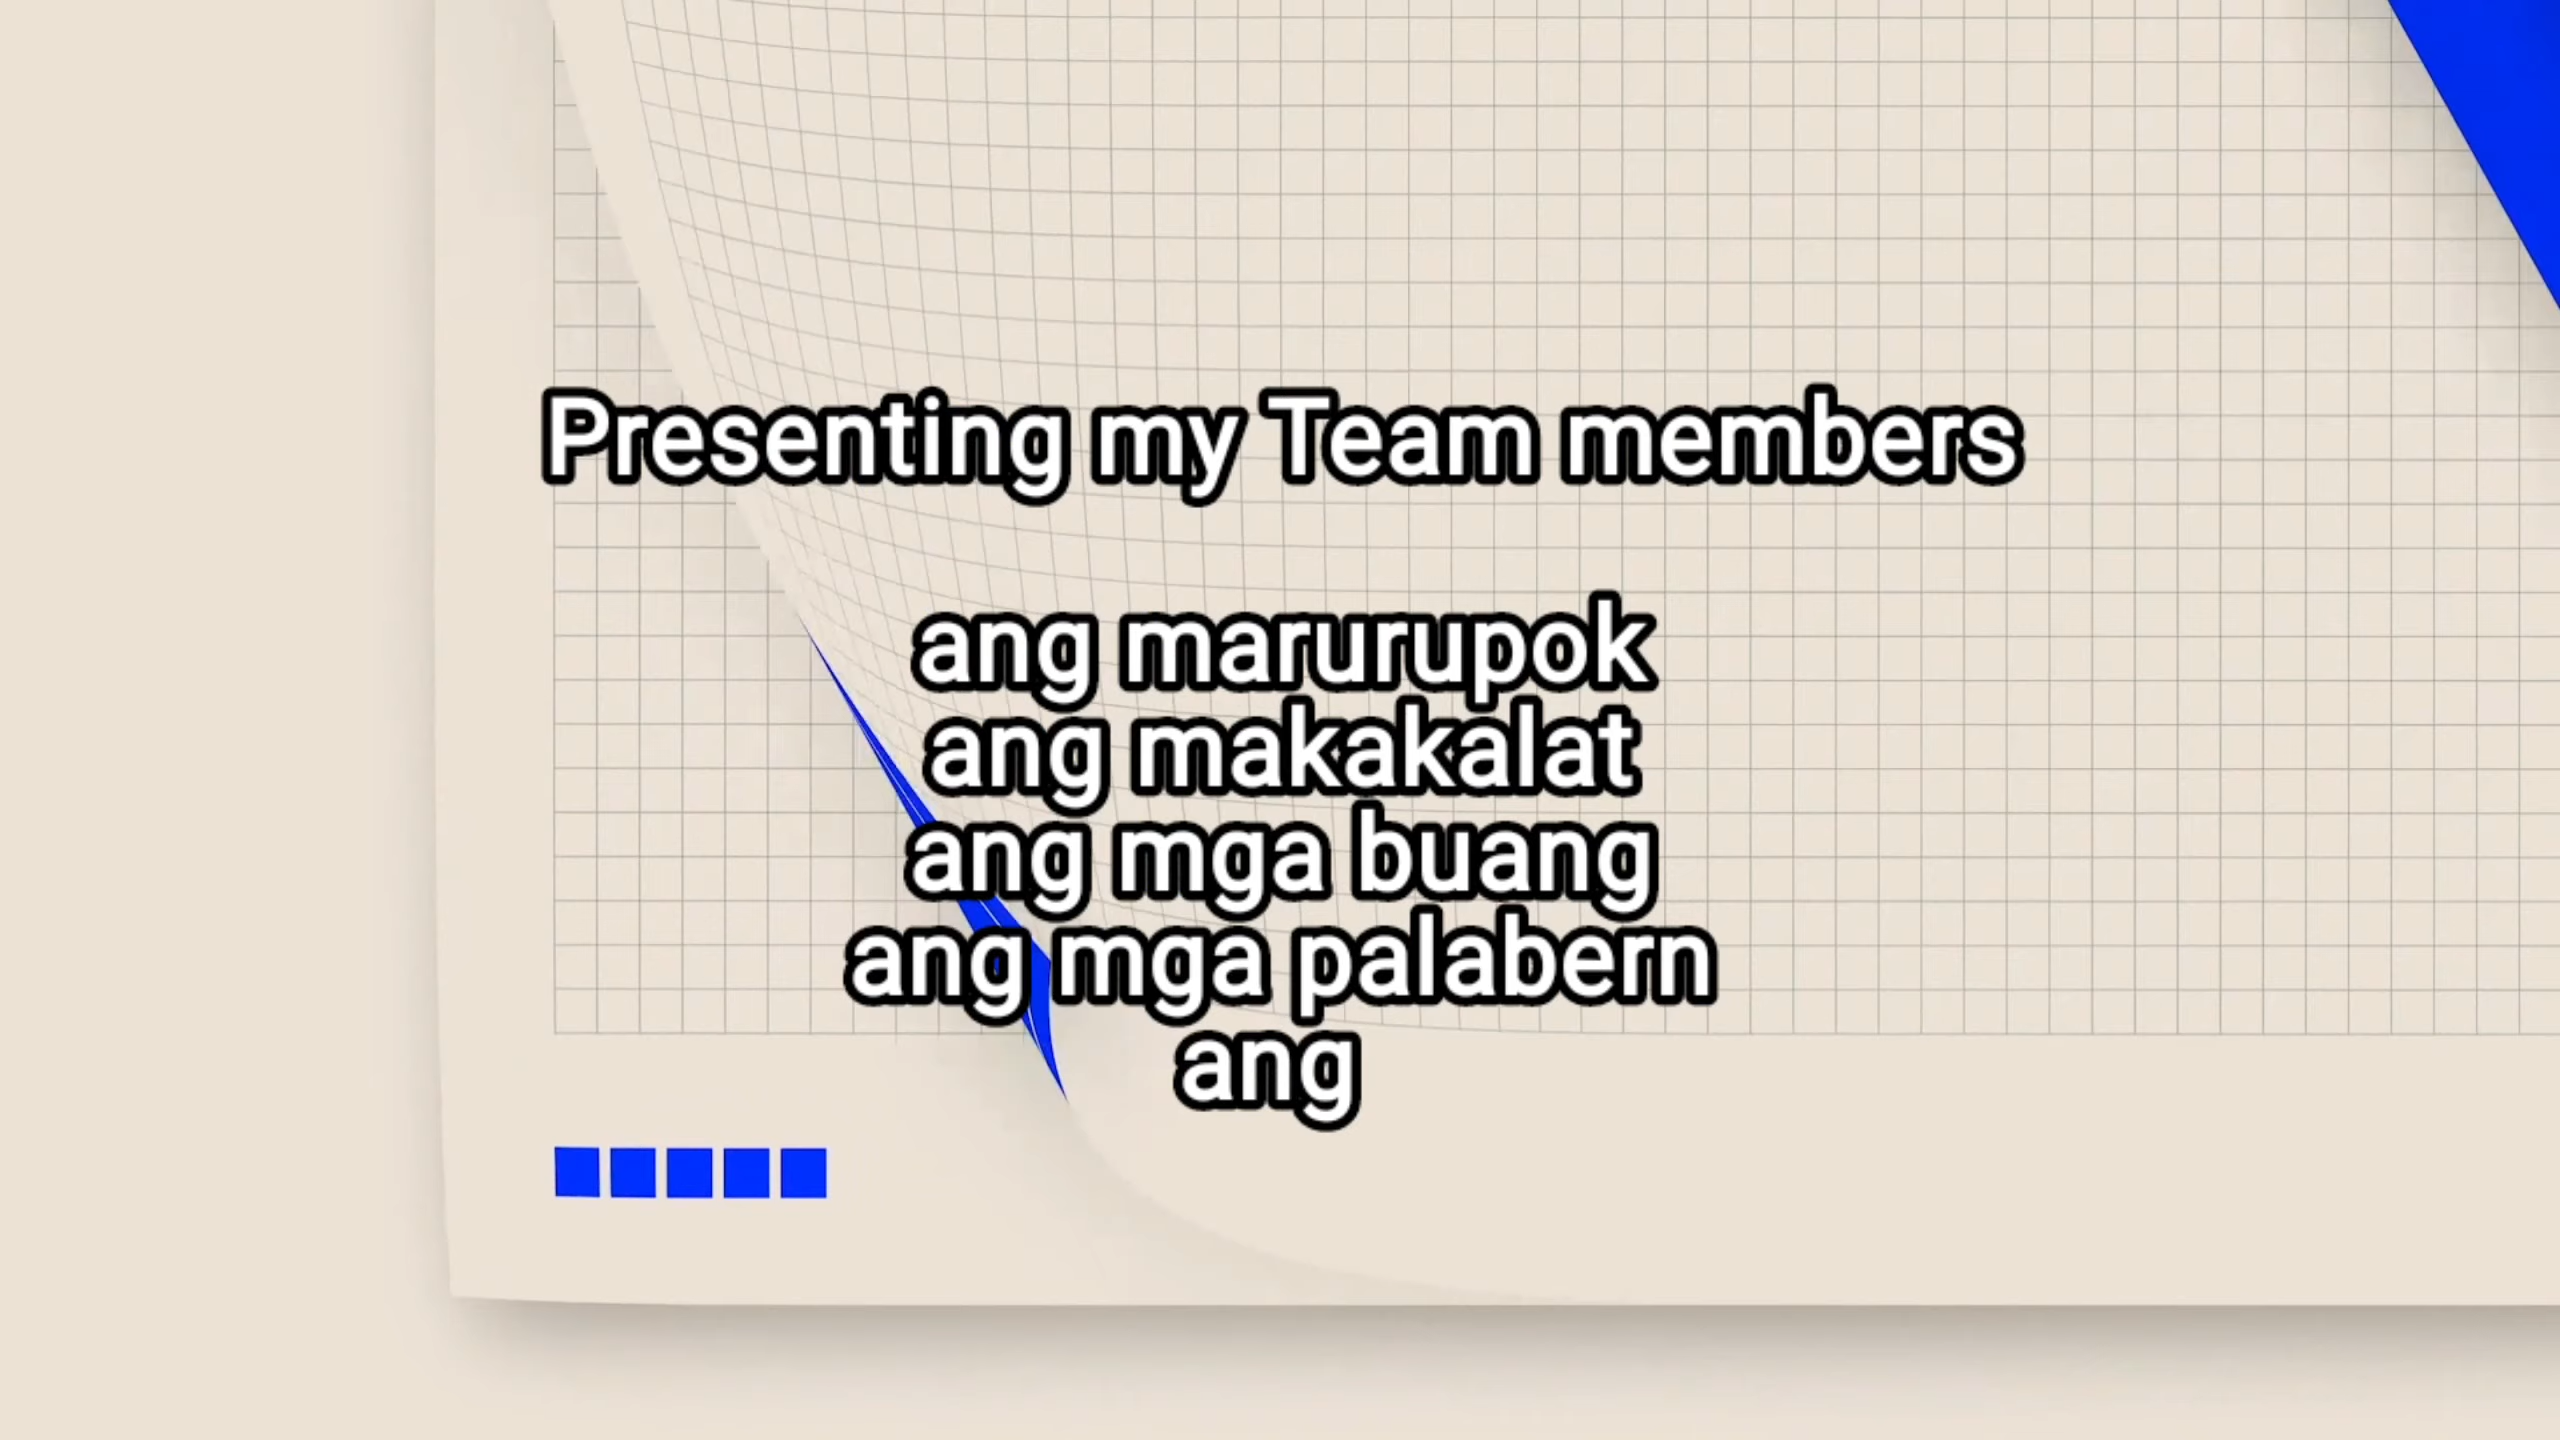 Presenting my Team members
ang marurupok
ang makakalat
ang mga buang
ang mga palabern
ang